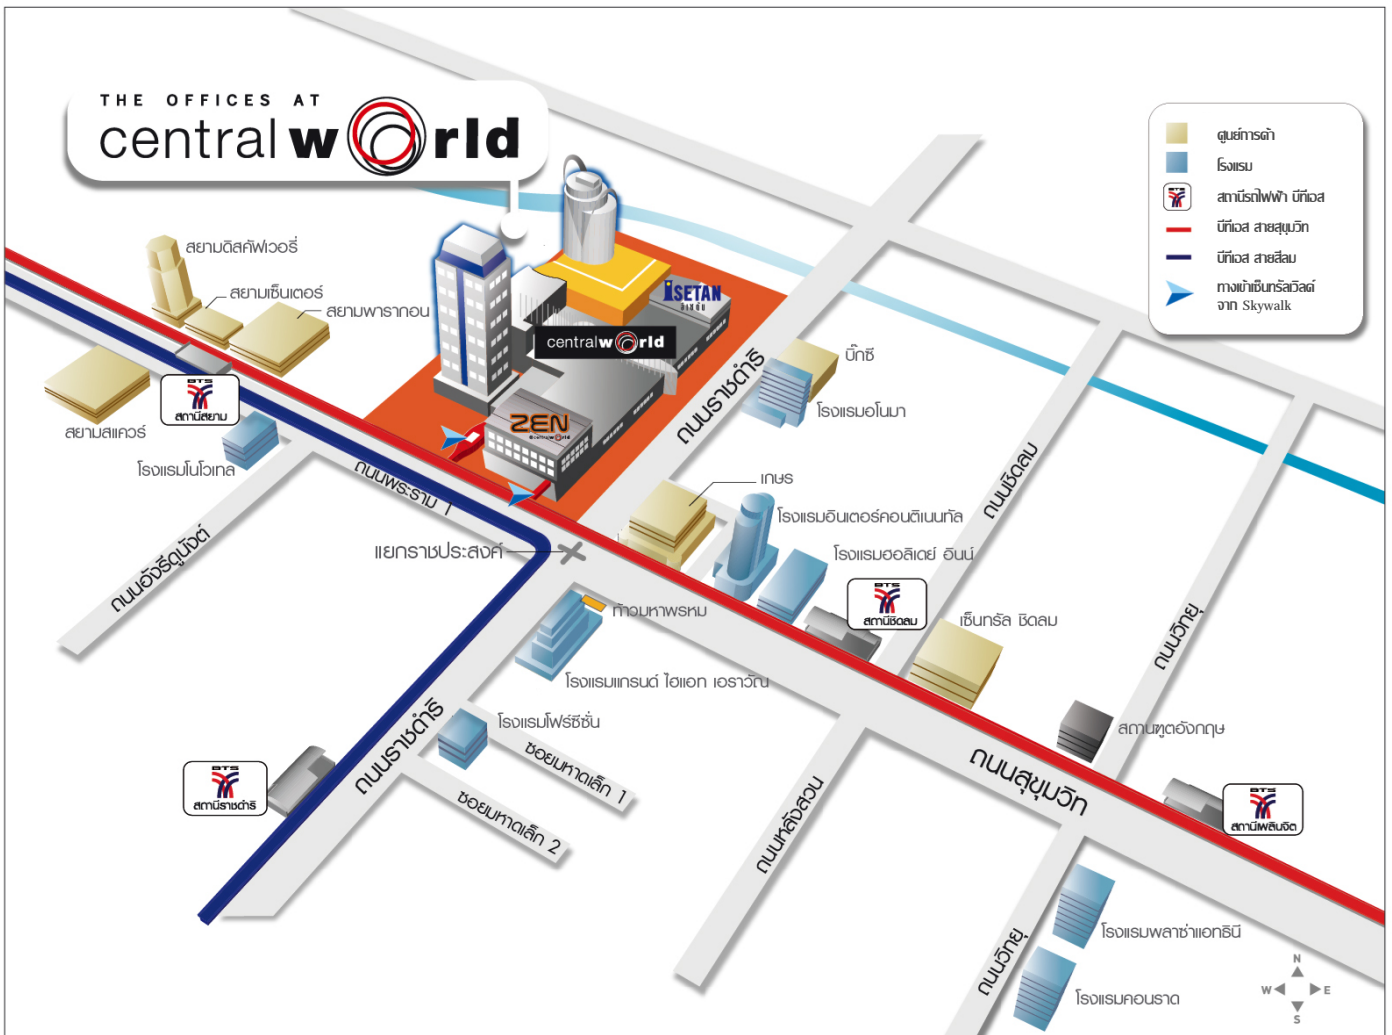 THE OFFICES AT
central world
ศูนย์การค้า
โรงแรม
BTS
สถานีรถไฟฟ้า บีทีเอส
บีทีเอส สายสุขุมวิท
บีทีเอส สายสีลม
ทางเข้าเซ็นทรัลเวิลด์
จาก Skywalk
สยามดิสคัฟเวอรี่
สยามเซ็นเตอร์
สยามพารากอน
สยามสแควร์
BTS
สถานีสยาม
โรงแรมโนโวเทล
ISETAN
อิเซตัน
centralworld
ZEN
centralworld
ถนนราชดำริ
บิ๊กซี
โรงแรมอโนมา
ถนนชิดลม
ถนนพระราม 1
ถนนอังรีดูนังต์
แยกราชประสงค์
เกษร
โรงแรมอินเตอร์คอนติเนนทัล
โรงแรมฮอลิเดย์ อินน์
BTS
สถานีชิดลม
เซ็นทรัล ชิดลม
ถนนวิทยุ
ท้าวมหาพรหม
โรงแรมแกรนด์ ไฮแอท เอราวัณ
โรงแรมโฟร์ซีซั่น
ถนนราชดำริ
ซอยมหาดเล็ก 1
ซอยมหาดเล็ก 2
BTS
สถานีราชดำริ
ถนนหลังสวน
ถนนสุขุมวิท
สถานฑูตอังกฤษ
BTS
สถานีเพลินจิต
ถนนวิทยุ
โรงแรมพลาซ่าแอทธินี
โรงแรมคอนราด
N
W
E
S